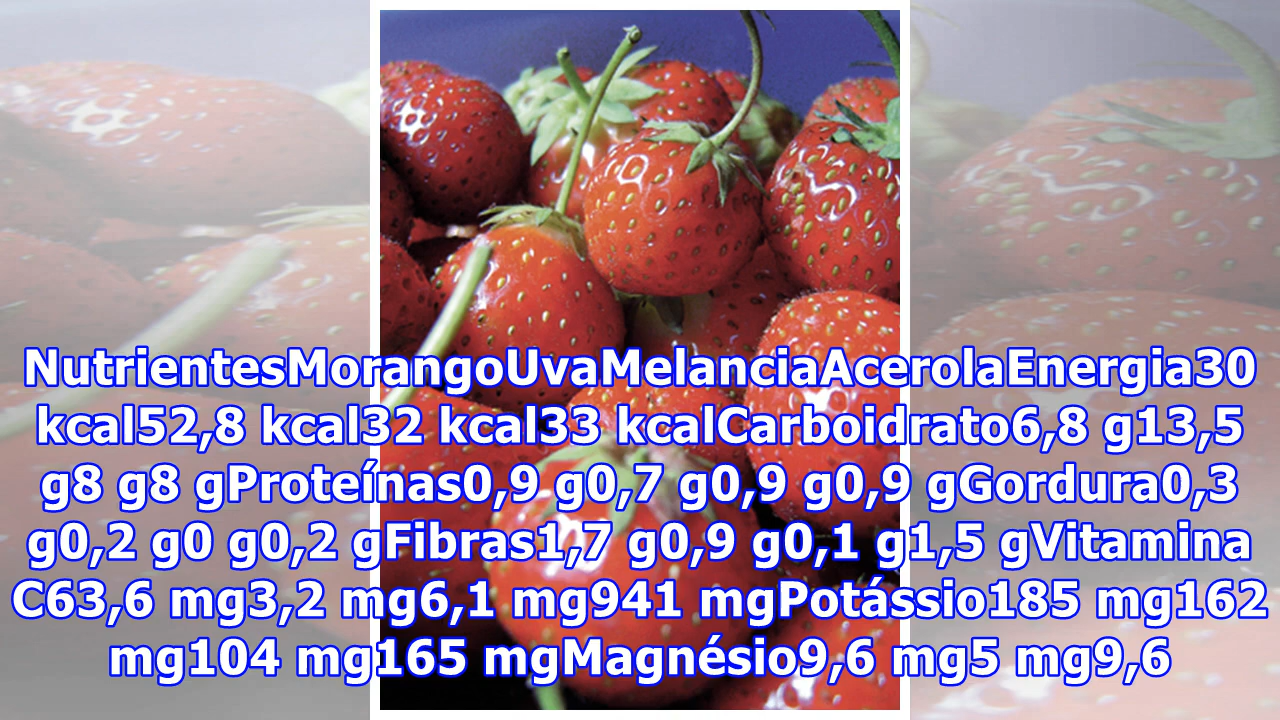 NutrientesMorangoUvaMelanciaAcerolaEnergia30
kcal52,8 kcal32 kcal33 kcalCarboidrato6,8 g13,5
g8 g8 gProteínas0,9 g0,7 g0,9 g0,9 gGordura0,3
g0,2 g0 g0,2 gFibras1,7 g0,9 g0,1 g1,5 gVitamina
C63,6 mg3,2 mg6,1 mg941 mgPotássio185 mg162
mg104 mg165 mgMagnésio9,6 mg5 mg9,6